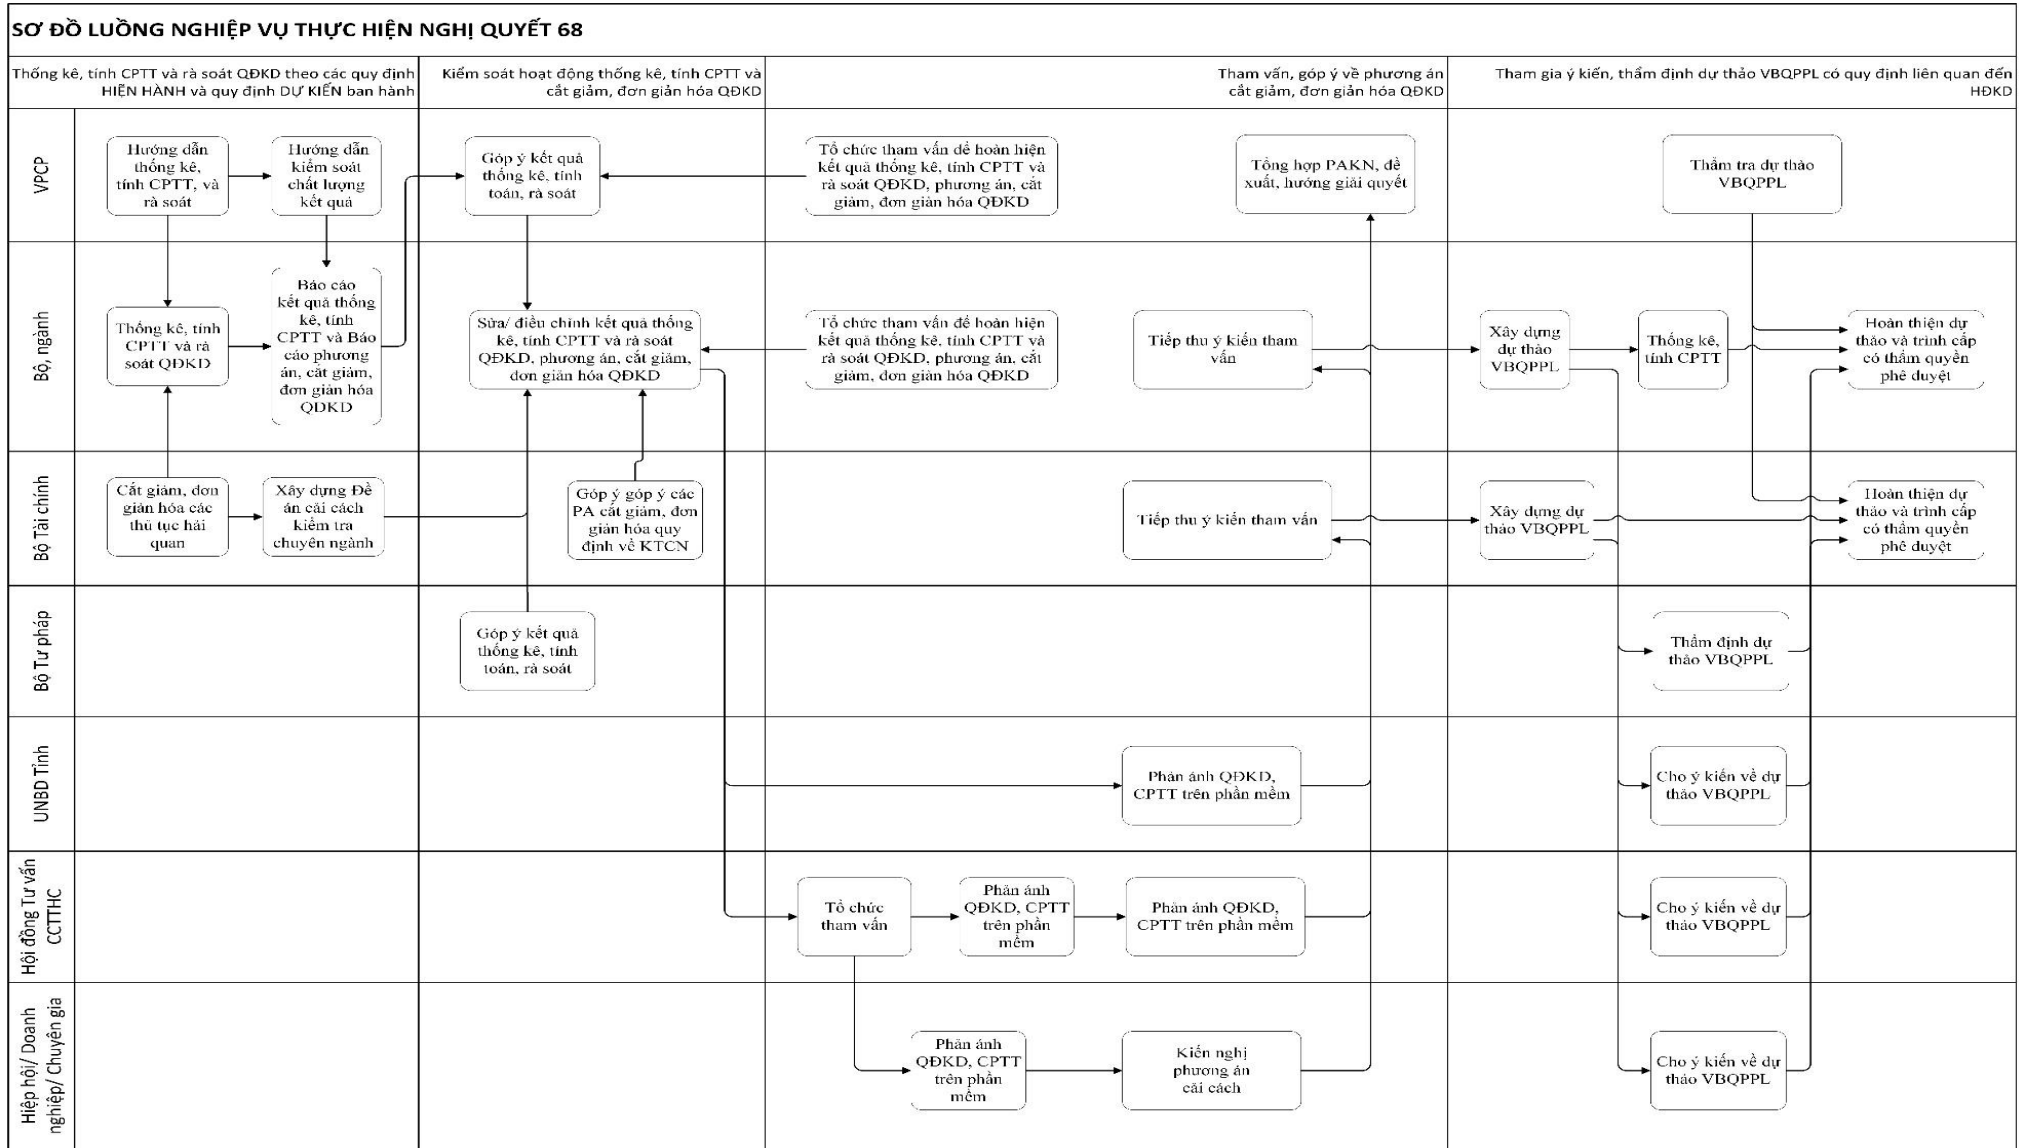 SƠ ĐỒ LUỒNG NGHIỆP VỤ THỰC HIỆN NGHỊ QUYẾT 68
Thống kê, tính CPTT và rà soát QĐKD theo các quy định
HIỆN HÀNH và quy định DỰ KIẾN ban hành
Kiểm soát hoạt động thống kê, tính CPTT và
cắt giảm, đơn giản hóa QĐKD
Tham vấn, góp ý về phương án
cắt giảm, đơn giản hóa QĐKD
Tham gia ý kiến, thẩm định dự thảo VBQPPL có quy định liên quan đến
HĐKD
VPCP
Hướng dẫn
thống kê,
tính CPTT, và
rà soát
Hướng dẫn
kiểm soát
chất lượng
kết quả
Góp ý kết quả
thống kê, tính
toán, rà soát
Tổ chức tham vấn để hoàn hiện
kết quả thống kê, tính CPTT và
rà soát QĐKD, phương án, cắt
giảm, đơn giản hóa QĐKD
Tổng hợp PAKN, đề
xuất, hướng giải quyết
Thẩm tra dự thảo
VBQPPL
Bộ, ngành
Thống kê, tính
CPTT và rà
soát QĐKD
Báo cáo
kết quả thống
kê, tính
CPTT và Báo
cáo phương
án, cắt giảm,
đơn giản hóa
QĐKD
Sửa/ điều chỉnh kết quả thống
kê, tính CPTT và rà soát
QĐKD, phương án, cắt giảm,
đơn giản hóa QĐKD
Tổ chức tham vấn để hoàn hiện
kết quả thống kê, tính CPTT và
rà soát QĐKD, phương án, cắt
giảm, đơn giản hóa QĐKD
Tiếp thu ý kiến tham
vấn
Xây dựng
dự thảo
VBQPPL
Thống kê,
tính CPTT
Hoàn thiện dự
thảo và trình cấp
có thẩm quyền
phê duyệt
Bộ Tài chính
Cắt giảm, đơn
giản hóa các
thủ tục hải
quan
Xây dựng Đề
án cải cách
kiểm tra
chuyên ngành
Góp ý góp ý các
PA cắt giảm, đơn
giản hóa quy
định về KTCN
Tiếp thu ý kiến tham vấn
Xây dựng dự
thảo VBQPPL
Hoàn thiện dự
thảo và trình cấp
có thẩm quyền
phê duyệt
Bộ Tư pháp
Góp ý kết quả
thống kê, tính
toán, rà soát
Thẩm định dự
thảo VBQPPL
UNBD Tỉnh
Phản ánh QĐKD,
CPTT trên phần mềm
Cho ý kiến về dự
thảo VBQPPL
Hội đồng Tư vấn
CCTTHC
Tổ chức
tham vấn
Phản ánh
QĐKD, CPTT
trên phần
mềm
Phản ánh QĐKD,
CPTT trên phần mềm
Cho ý kiến về dự
thảo VBQPPL
Hiệp hội/ Doanh
nghiệp/ Chuyên gia
Phản ánh
QĐKD, CPTT
trên phần
mềm
Kiến nghị
phương án
cải cách
Cho ý kiến về dự
thảo VBQPPL